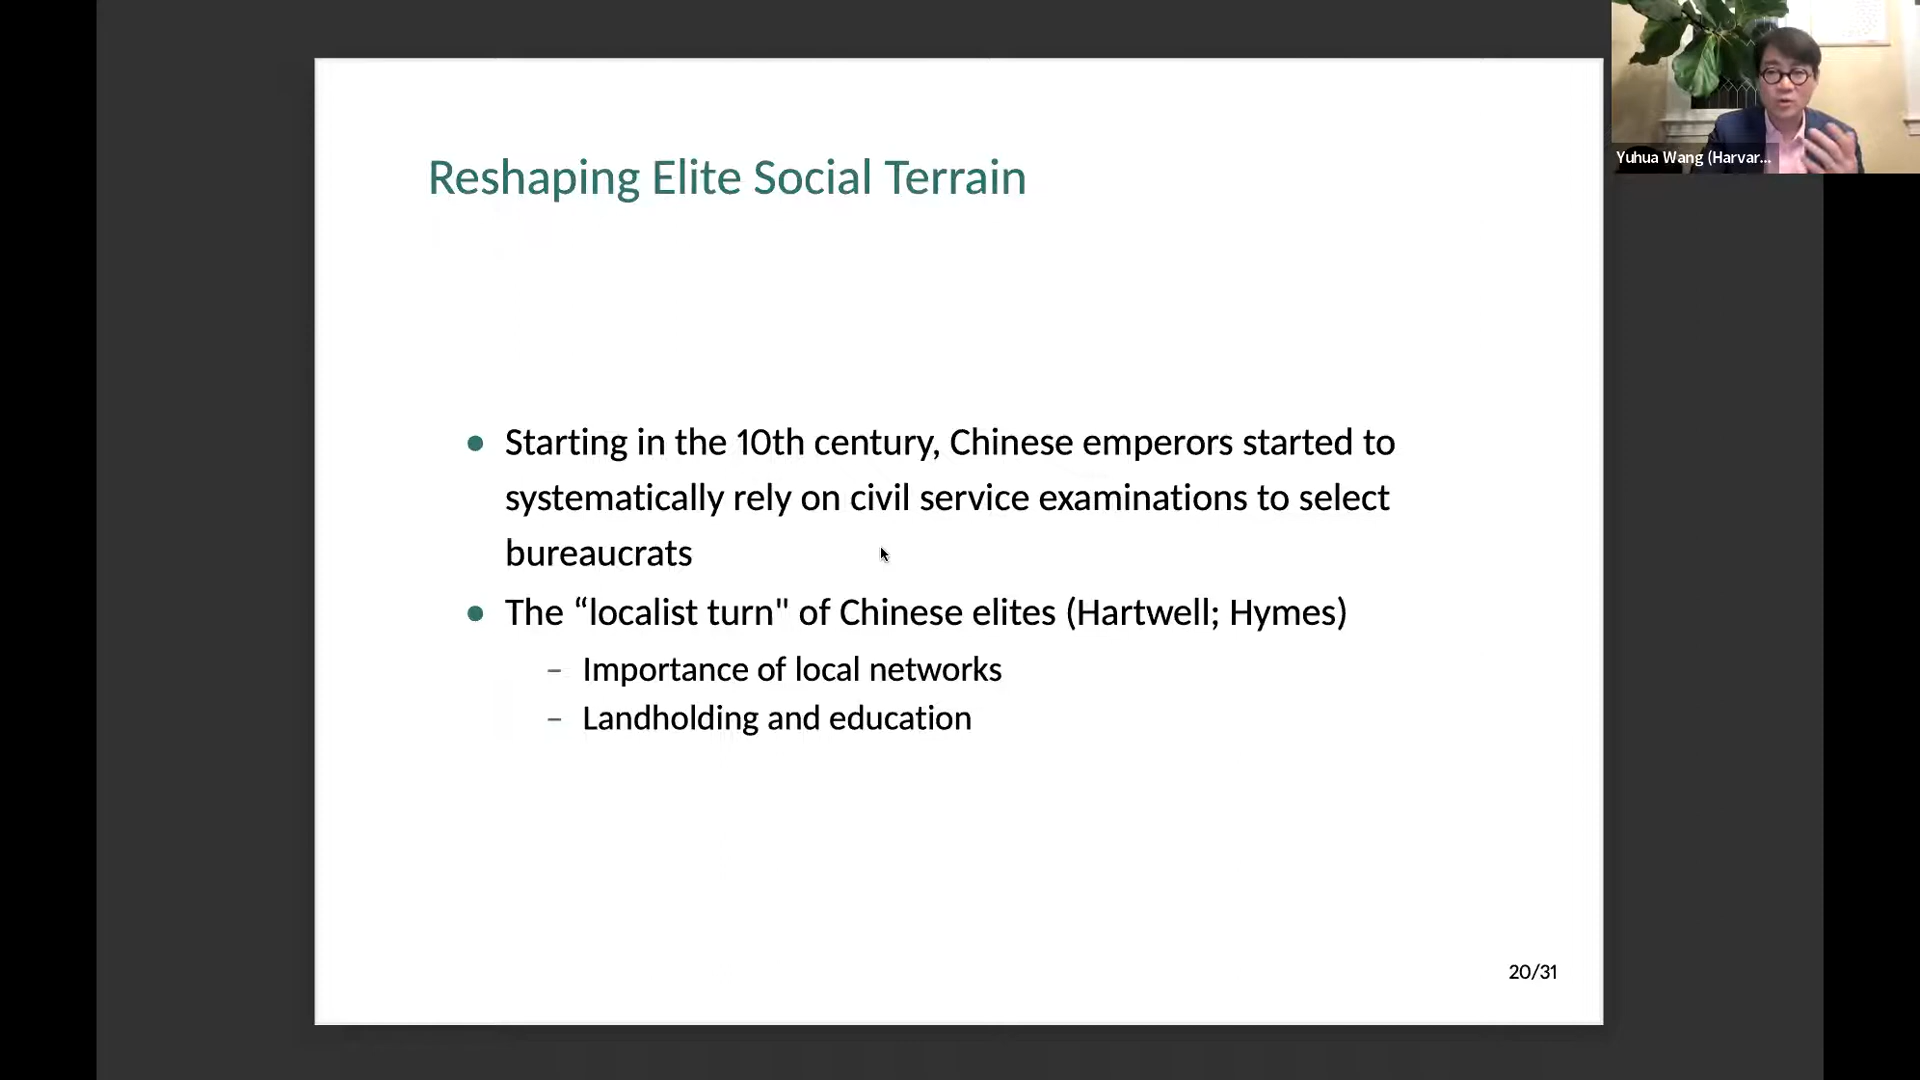 Yuhua Wang (Harvar...
Reshaping Elite Social Terrain
● Starting in the 10th century, Chinese emperors started to
systematically rely on civil service examinations to select
bureaucrats
● The “localist turn" of Chinese elites (Hartwell; Hymes)
– Importance of local networks
– Landholding and education
20/31